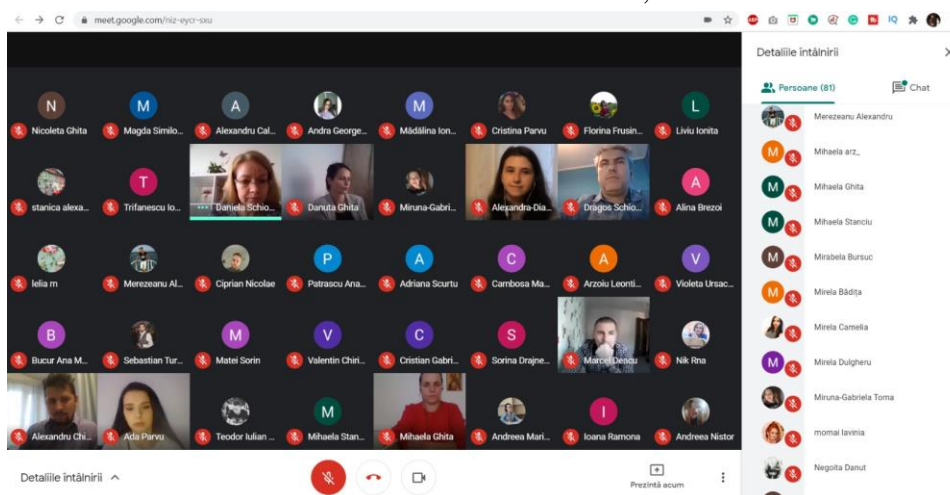 meet.google.com/niz-eycr-sxu
IQ
Detaliile întâlnirii
Persoane (81)
Chat
N M A M L
Nicoleta Ghita Magda Similo... Alexandru Cal... Andra George... Mădălina Ion... Cristina Parvu Florina Frusin... Liviu Ionita
T A
stanica alexa... Trifanescu Io... Daniela Schio... Danuta Ghita Miruna-Gabri... Alexandra-Dia... Dragos Schio... Alina Brezoi
P A C A V
lelia m Merezeanu Al... Ciprian Nicolae Patrascu Ana... Adriana Scurtu Cambosa Ma... Arzoiu Leonti... Violeta Ursac...
B M V C S
Bucur Ana M... Sebastian Tur... Matei Sorin Valentin Chiri... Cristian Gabri... Sorina Drajne... Marcel Deacu Nik Rna
M I
Alexandru Chi... Ada Parvu Teodor Iulian ... Mihaela Stan... Mihaela Ghita Andreea Mari... Ioana Ramona Andreea Nistor
Merezeanu Alexandru
M Mihaela arz_
M Mihaela Ghita
M Mihaela Stanciu
M Mirabela Bursuc
M Mirela Bădița
Mirela Camelia
M Mirela Dulgheru
Miruna-Gabriela Toma
momai lavinia
Negoita Danut
Detaliile întâlnirii
Prezintă acum